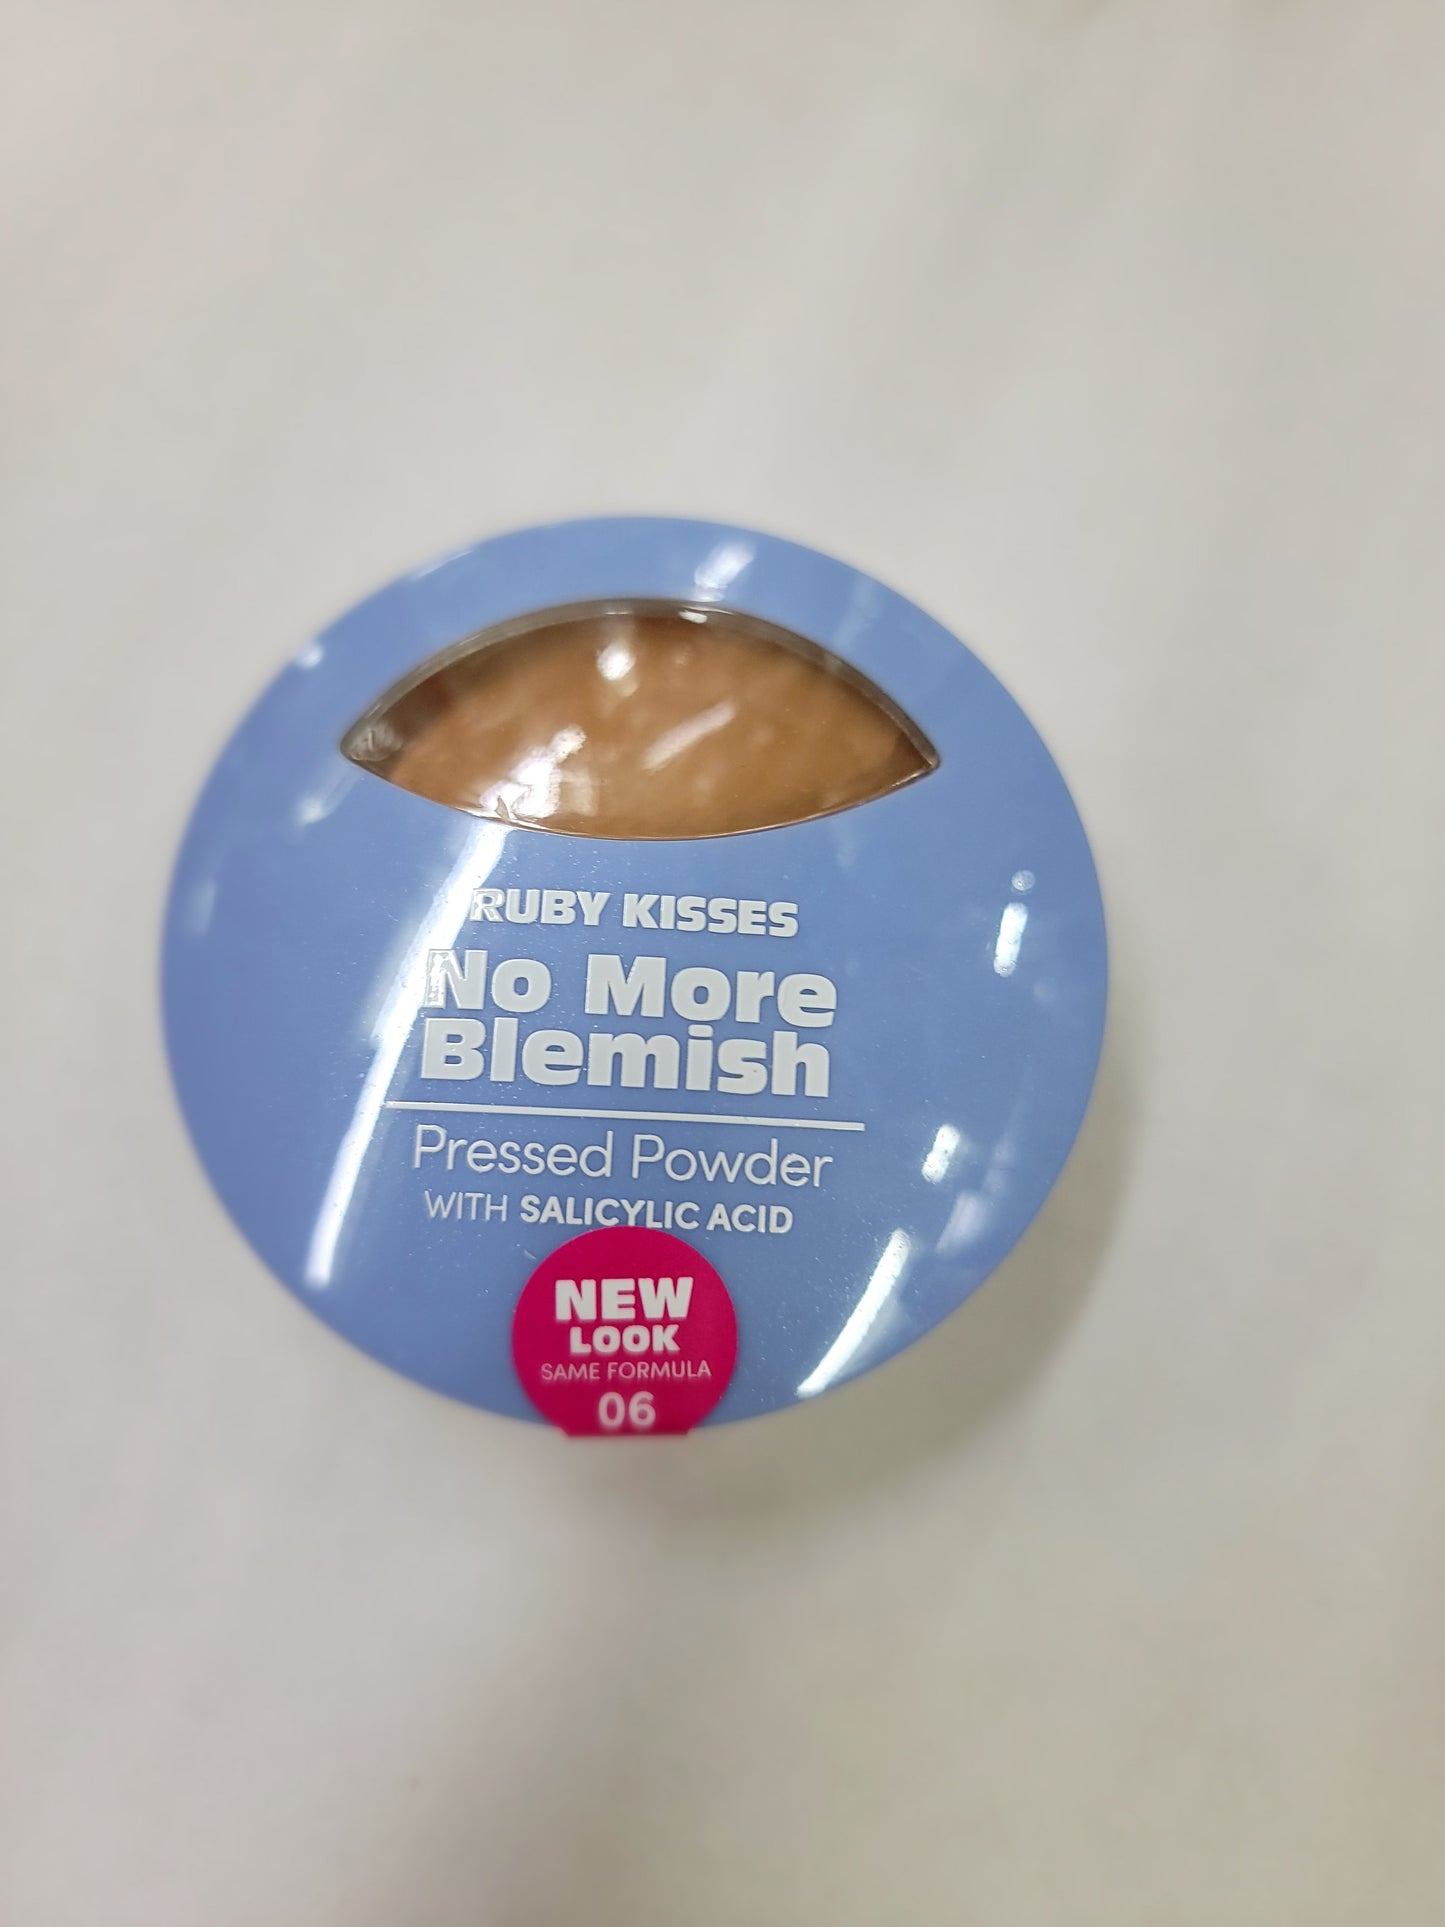 RUBY KISSES
No More
Blemish
Pressed Powder
WITH SALICYLIC ACID
NEW
LOOK
SAME FORMULA
06